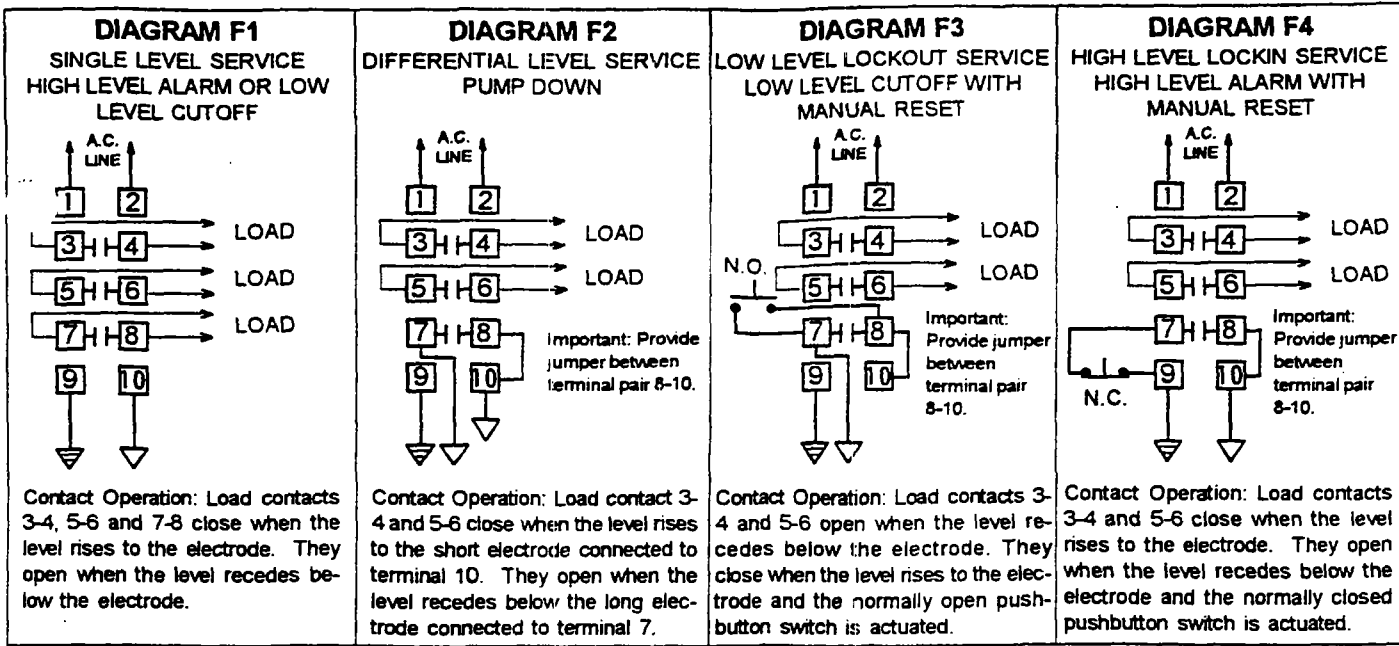 DIAGRAM F1
SINGLE LEVEL SERVICE
HIGH LEVEL ALARM OR LOW
LEVEL CUTOFF
A.C.
LINE
1 2
LOAD
3 4
LOAD
5 6
LOAD
7 8
9 10
Contact Operation: Load contacts
3-4, 5-6 and 7-8 close when the
level rises to the electrode. They
open when the level recedes be-
low the electrode.
DIAGRAM F2
DIFFERENTIAL LEVEL SERVICE
PUMP DOWN
A.C.
LINE
1 2
LOAD
3 4
LOAD
5 6
7 8
Important: Provide
jumper between
terminal pair 8-10.
9 10
Contact Operation: Load contact 3-
4 and 5-6 close when the level rises
to the short electrode connected to
terminal 10. They open when the
level recedes below the long elec-
trode connected to terminal 7.
DIAGRAM F3
LOW LEVEL LOCKOUT SERVICE
LOW LEVEL CUTOFF WITH
MANUAL RESET
A.C.
LINE
1 2
LOAD
3 4
N.O.
LOAD
5 6
7 8
Important:
Provide jumper
between
terminal pair
8-10.
9 10
Contact Operation: Load contacts 3-
4 and 5-6 open when the level re-
cedes below the electrode. They
close when the level rises to the elec-
trode and the normally open push-
button switch is actuated.
DIAGRAM F4
HIGH LEVEL LOCKIN SERVICE
HIGH LEVEL ALARM WITH
MANUAL RESET
A.C.
LINE
1 2
LOAD
3 4
LOAD
5 6
7 8
Important:
Provide jumper
between
terminal pair
8-10.
9 10
N.C.
Contact Operation: Load contacts
3-4 and 5-6 close when the level
rises to the electrode. They open
when the level recedes below the
electrode and the normally closed
pushbutton switch is actuated.